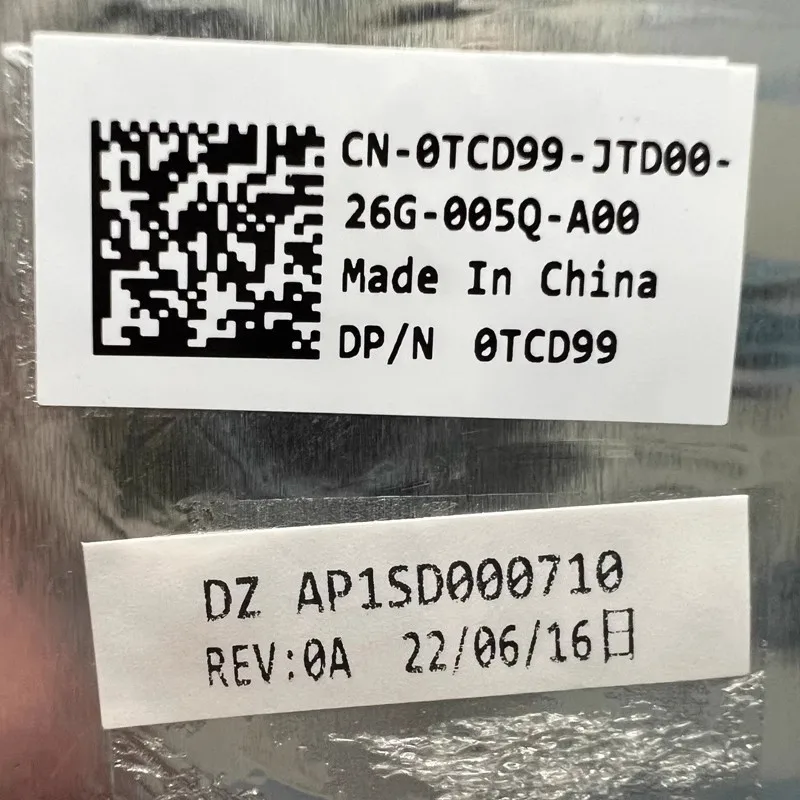 CN-0TCD99-JTD00-
26G-005Q-A00
Made In China
DP/N 0TCD99
DZ AP1SD000710
REV:0A 22/06/16日